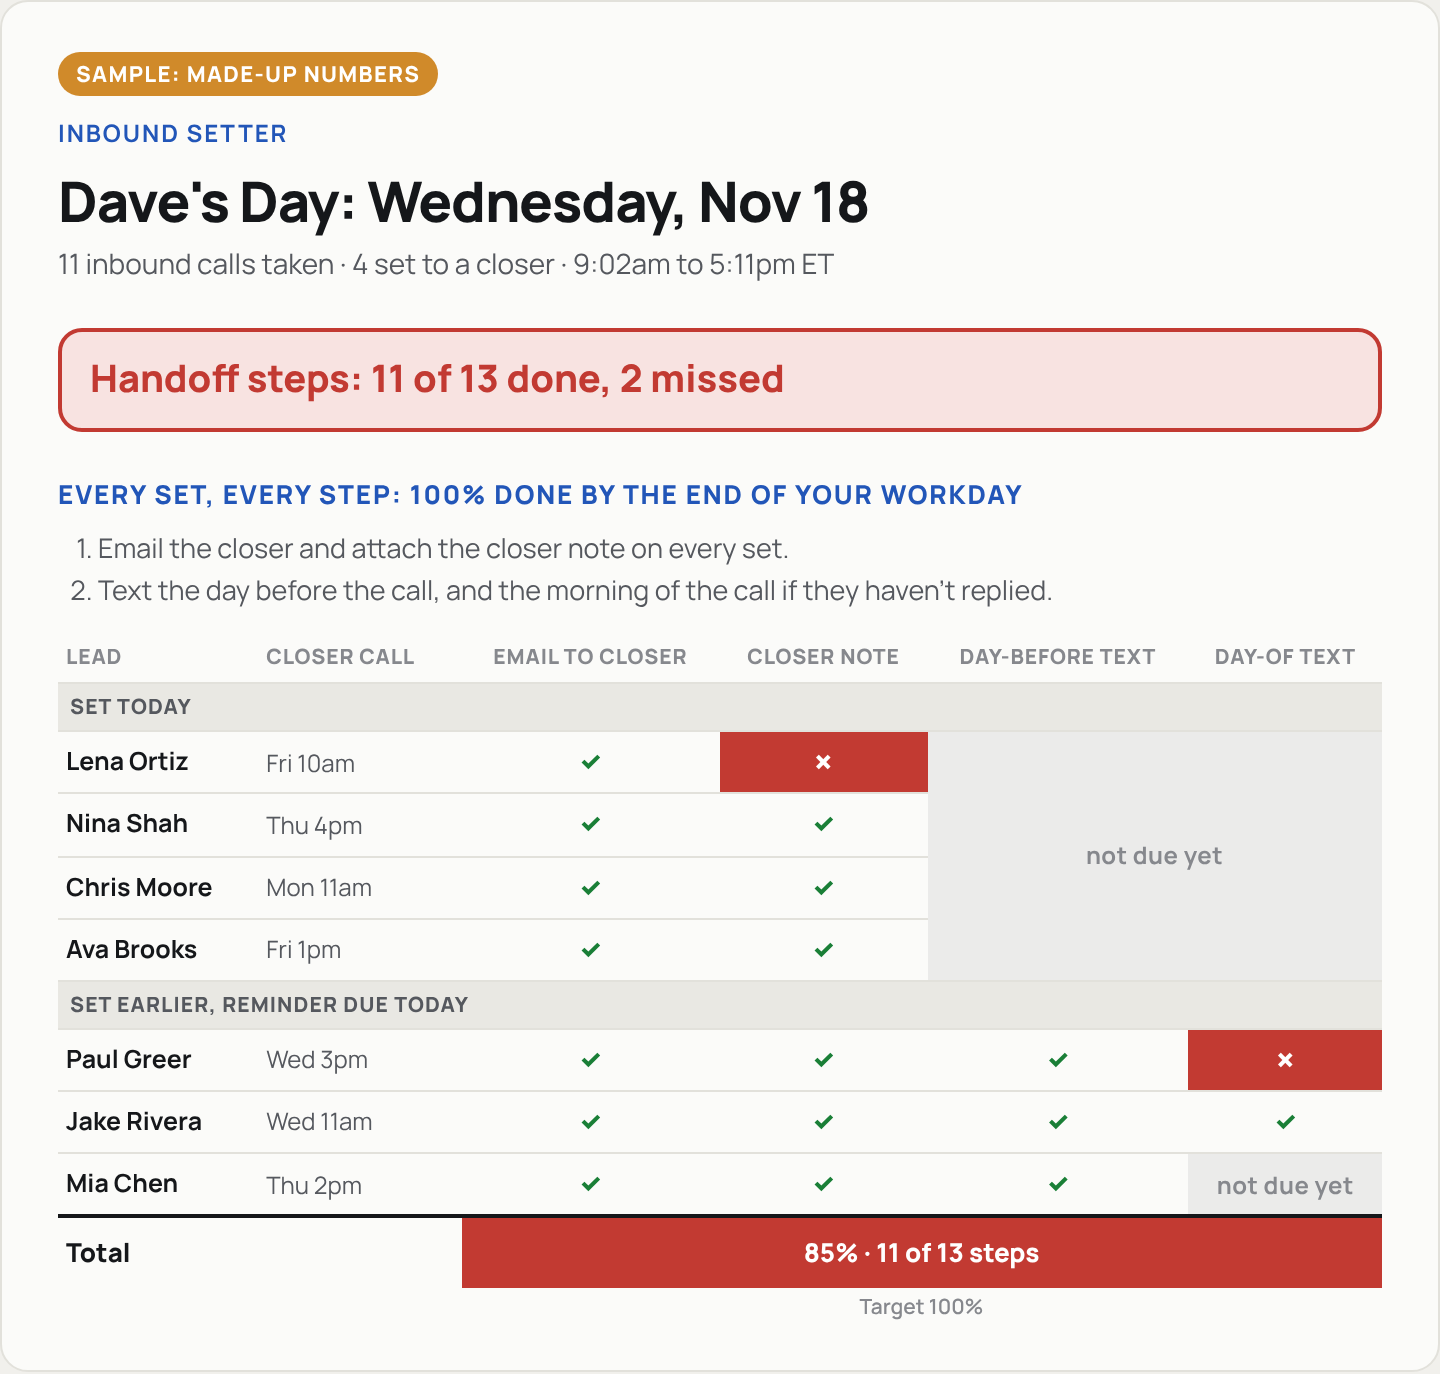 SAMPLE: MADE-UP NUMBERS
INBOUND SETTER
Dave's Day: Wednesday, Nov 18
11 inbound calls taken · 4 set to a closer · 9:02am to 5:11pm ET
Handoff steps: 11 of 13 done, 2 missed
EVERY SET, EVERY STEP: 100% DONE BY THE END OF YOUR WORKDAY
1. Email the closer and attach the closer note on every set.
2. Text the day before the call, and the morning of the call if they haven’t replied.
LEAD CLOSER CALL EMAIL TO CLOSER CLOSER NOTE DAY-BEFORE TEXT DAY-OF TEXT
SET TODAY
Lena Ortiz Fri 10am ✓ ×
Nina Shah Thu 4pm ✓ ✓
not due yet
Chris Moore Mon 11am ✓ ✓
Ava Brooks Fri 1pm ✓ ✓
SET EARLIER, REMINDER DUE TODAY
Paul Greer Wed 3pm ✓ ✓ ✓ ×
Jake Rivera Wed 11am ✓ ✓ ✓ ✓
Mia Chen Thu 2pm ✓ ✓ ✓ not due yet
Total 85% · 11 of 13 steps
Target 100%